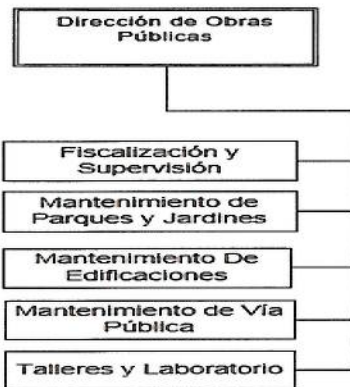 Dirección de Obras
Públicas
Fiscalización y
Supervisión
Mantenimiento de
Parques y Jardines
Mantenimiento De
Edificaciones
Mantenimiento de Vía
Pública
Talleres y Laboratorio